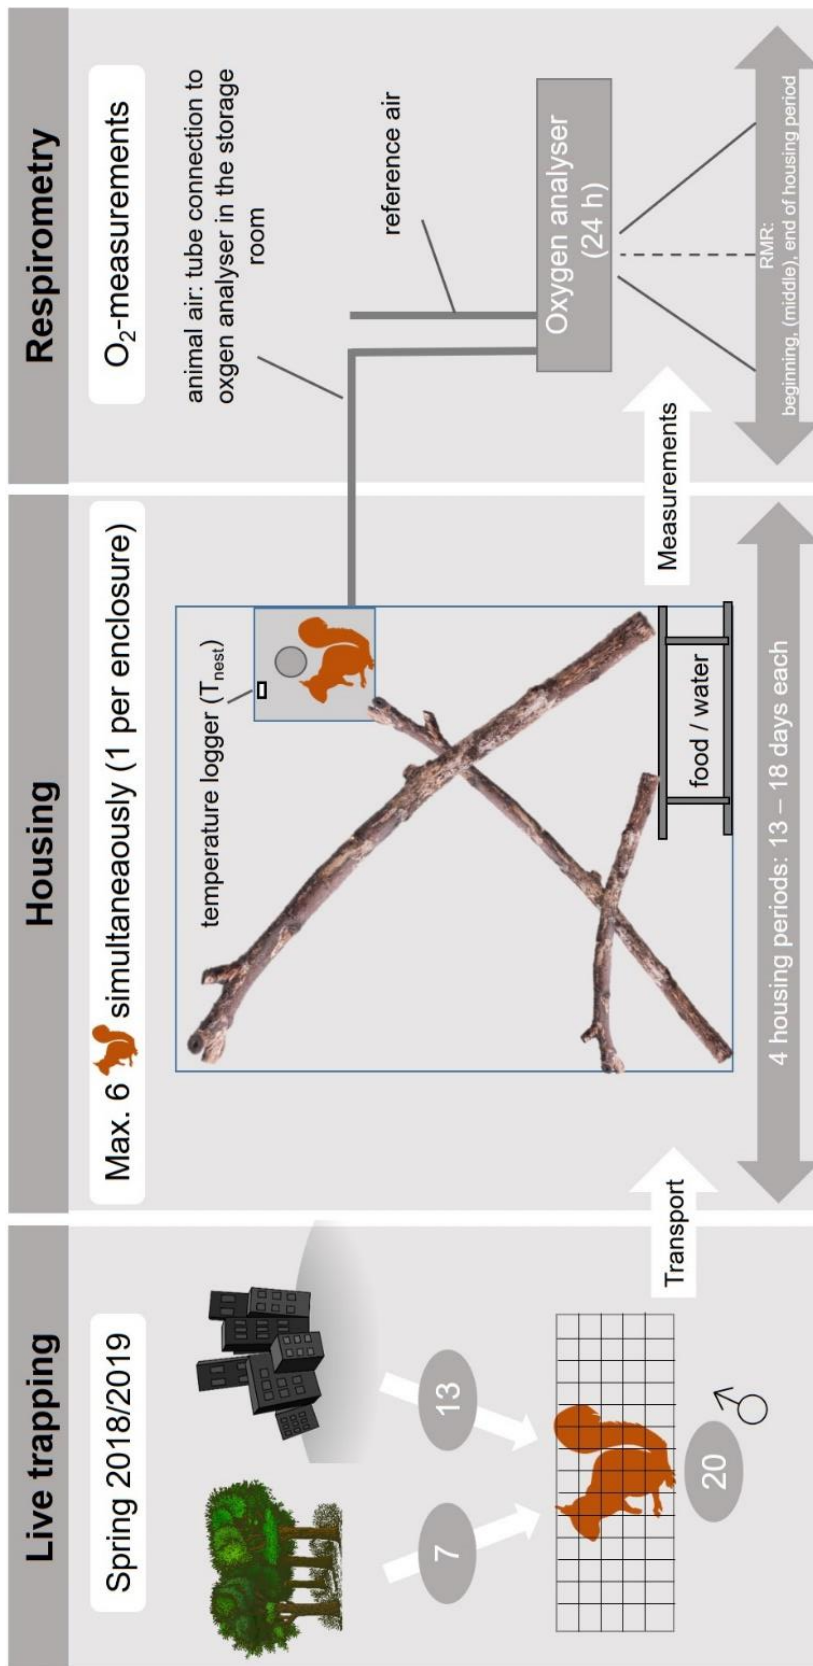 Live trapping
Spring 2018/2019
7
13
20
♂
Transport
Housing
Max. 6 simultaneaously (1 per enclosure)
temperature logger (Tnest)
food / water
4 housing periods: 13 – 18 days each
Measurements
Respirometry
O2-measurements
animal air: tube connection to
oxgen analyser in the storage
room
reference air
Oxygen analyser
(24 h)
RMR:
beginning, (middle), end of housing period